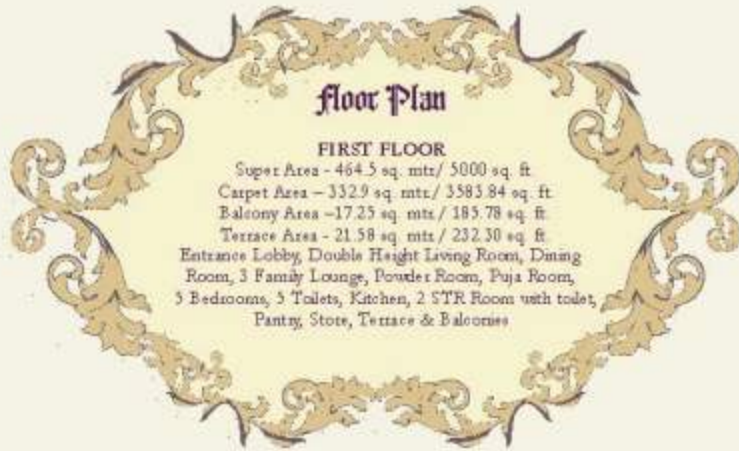 Floor Plan
FIRST FLOOR
Super Area - 464.5 sq. mtr./ 5000 sq. ft.
Carpet Area – 332.9 sq. mtr./ 3583.84 sq. ft.
Balcony Area –17.25 sq. mtr./ 185.78 sq. ft.
Terrace Area - 21.58 sq. mtr./ 232.30 sq. ft.
Entrance Lobby, Double Height Living Room, Dining
Room, 3 Family Lounge, Powder Room, Puja Room,
5 Bedrooms, 5 Toilets, Kitchen, 2 STR Room with toilet,
Pantry, Store, Terrace & Balconies